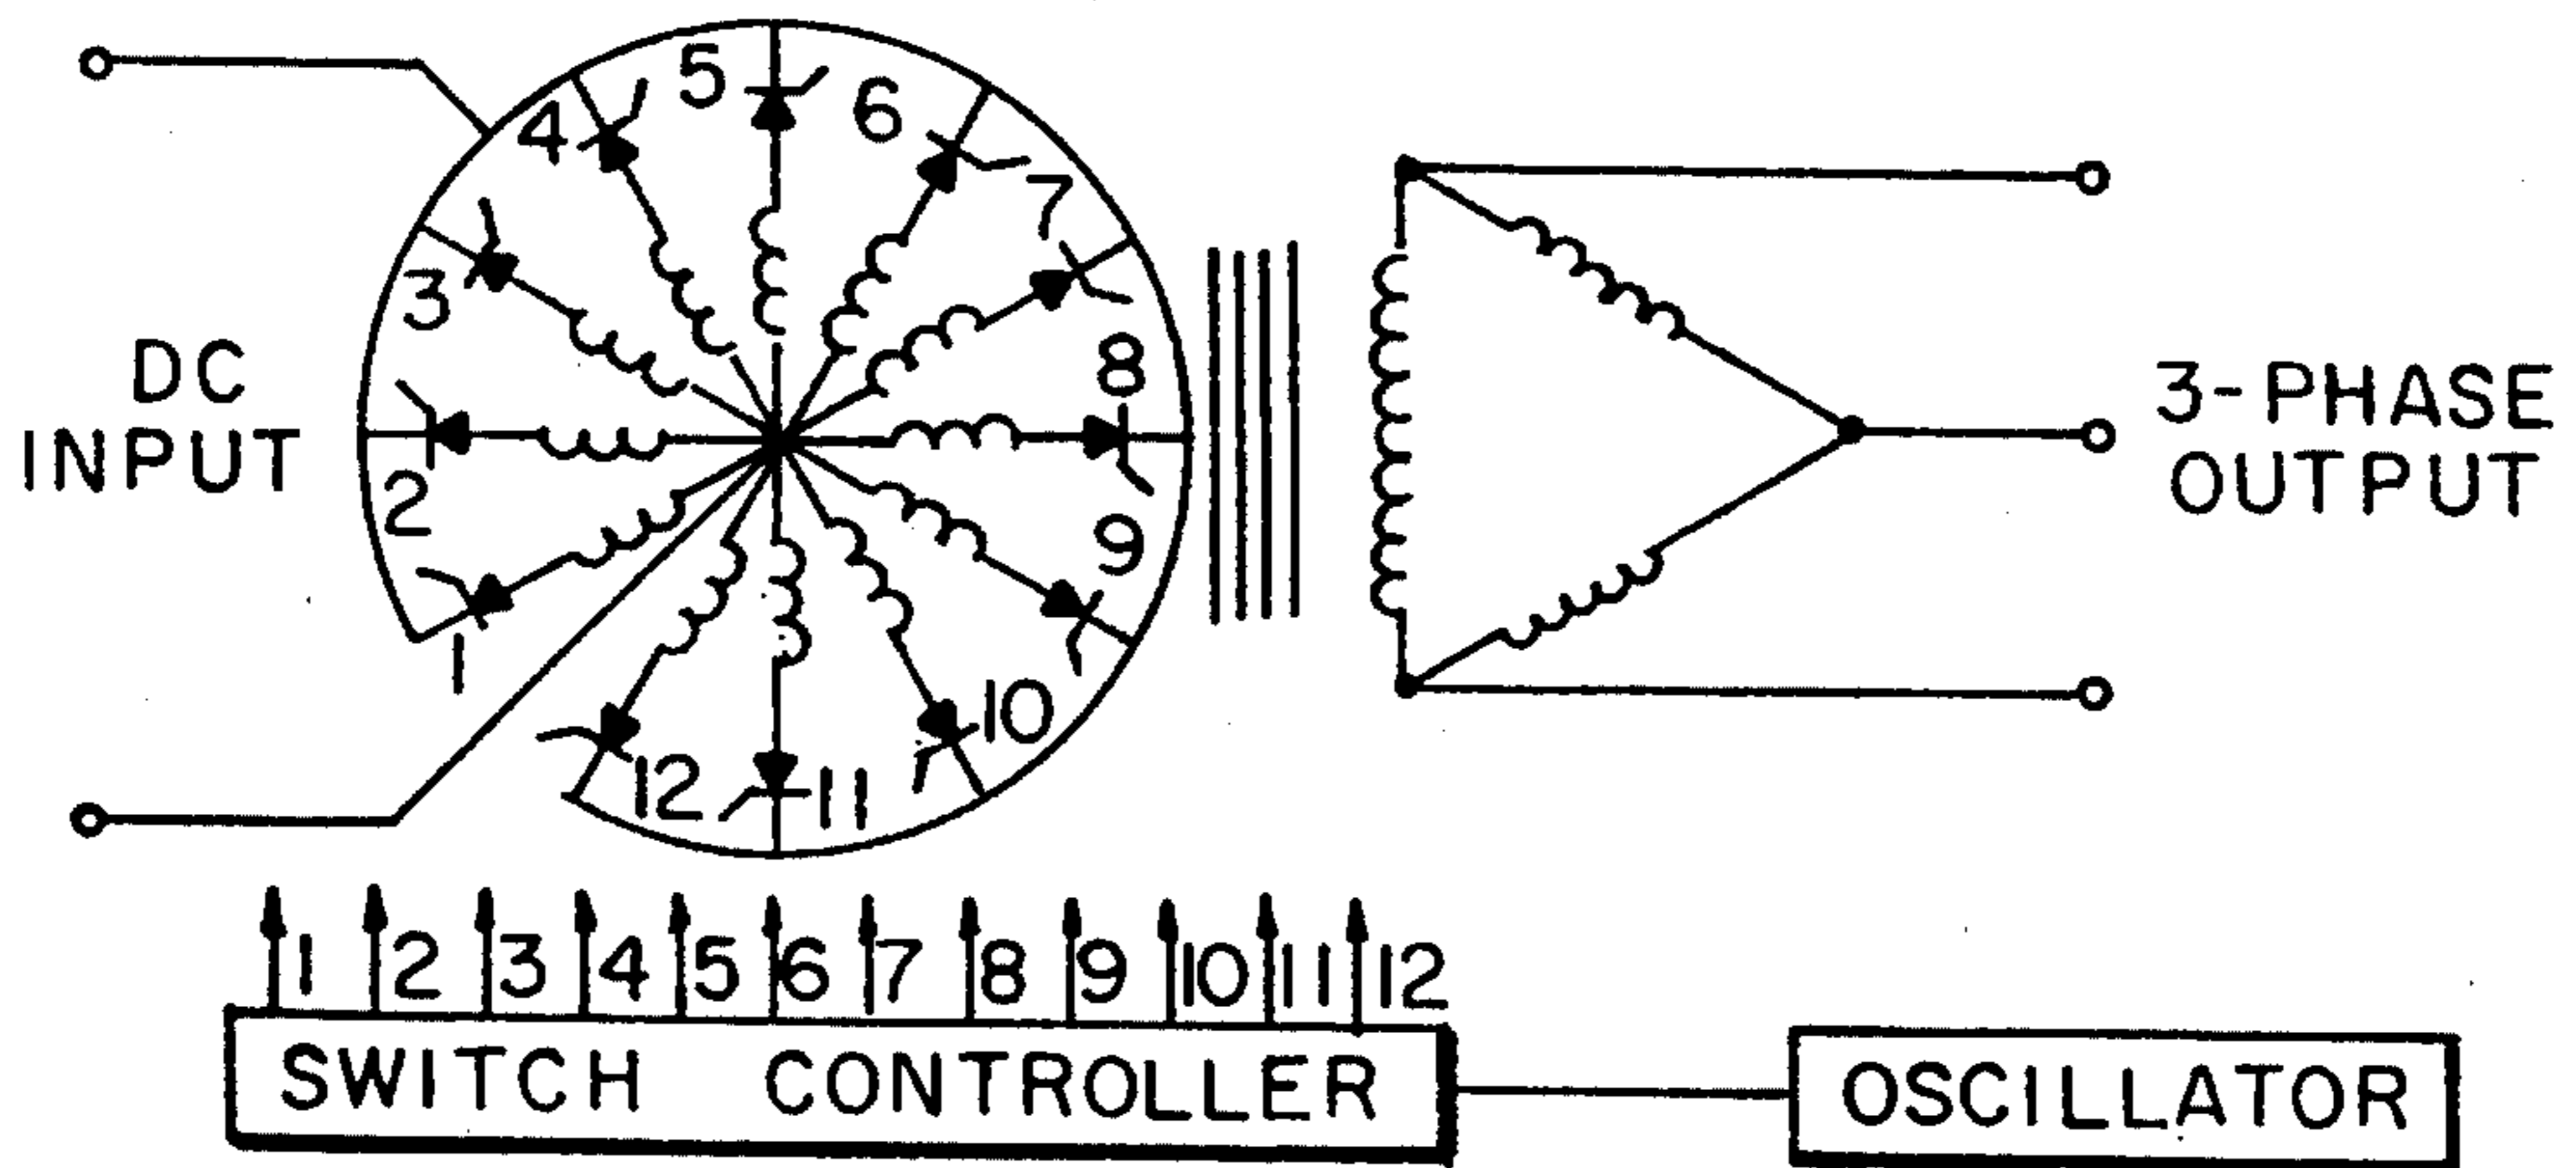 5
4
6
7
3
8
DC
INPUT
2
9
1
10
12
11
3-PHASE
OUTPUT
1 2 3 4 5 6 7 8 9 10 11 12
SWITCH CONTROLLER
OSCILLATOR